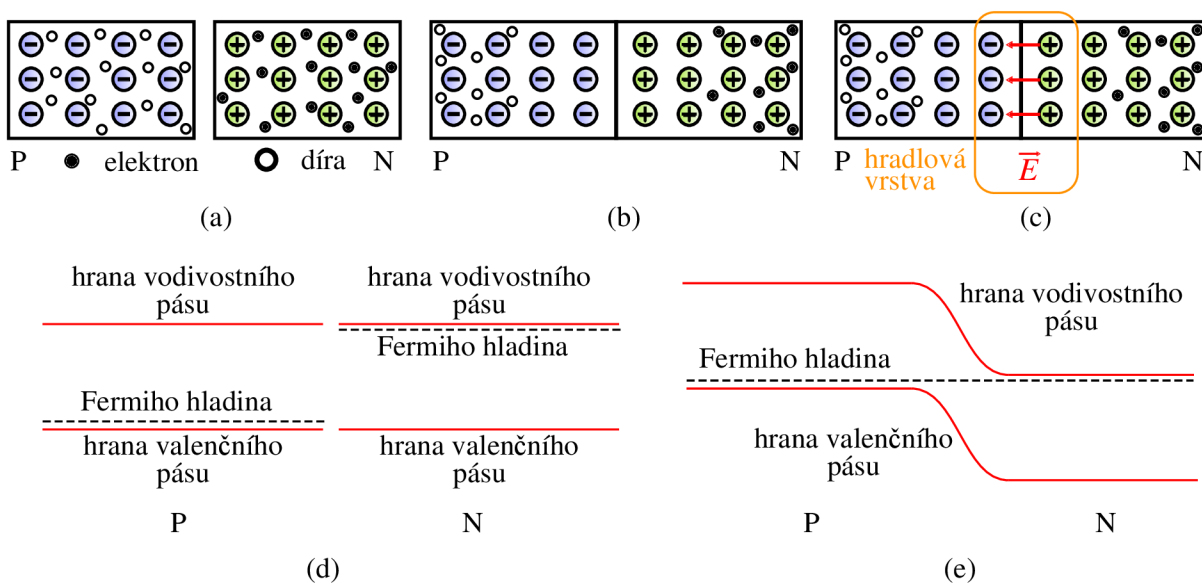 P
elektron
díra
N
(a)
P
N
(b)
P
hradlová
vrstva
E
N
(c)
hrana vodivostního
pásu
Fermiho hladina
hrana valenčního
pásu
P
hrana vodivostního
pásu
Fermiho hladina
hrana valenčního
pásu
N
(d)
hrana vodivostního
pásu
Fermiho hladina
hrana valenčního
pásu
P
N
(e)